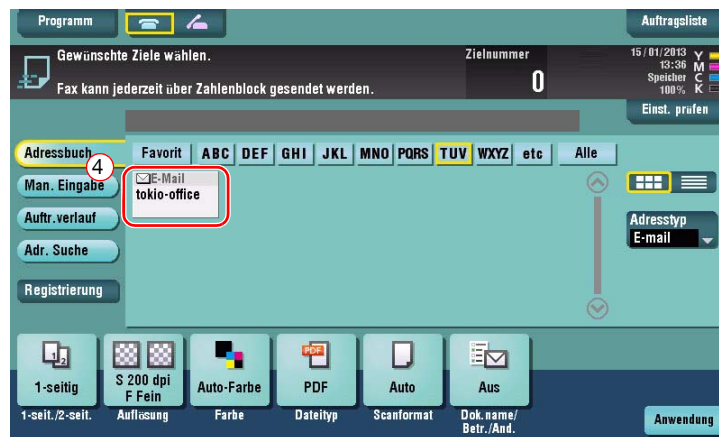 Programm
Auftragsliste
Gewünschte Ziele wählen.
Zielnummer
15/01/2013
13:36
Speicher
100%
Y
M
C
K
Fax kann jederzeit über Zahlenblock gesendet werden.
0
Einst. prüfen
Adressbuch
Favorit ABC DEF GHI JKL MNO PQRS TUV WXYZ etc Alle
4
E-Mail
tokio-office
Man. Eingabe
Auftr.verlauf
Adr. Suche
Registrierung
Adresstyp
E-mail
1 2
1-seitig
S 200 dpi
F Fein
Auto-Farbe
PDF
PDF
Auto
Aus
1-seit./2-seit.
Auflösung
Farbe
Dateityp
Scanformat
Dok.name/
Betr./And.
Anwendung